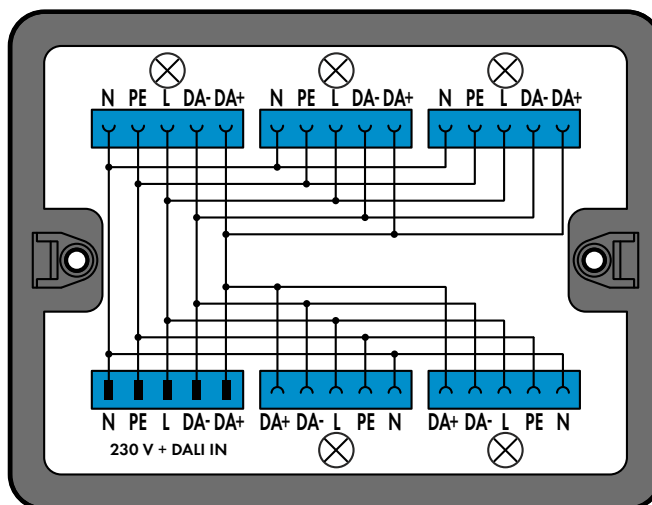 N PE L DA- DA+ N PE L DA- DA+ N PE L DA- DA+
N PE L DA- DA+ DA+ DA- L PE N DA+ DA- L PE N
230 V + DALI IN